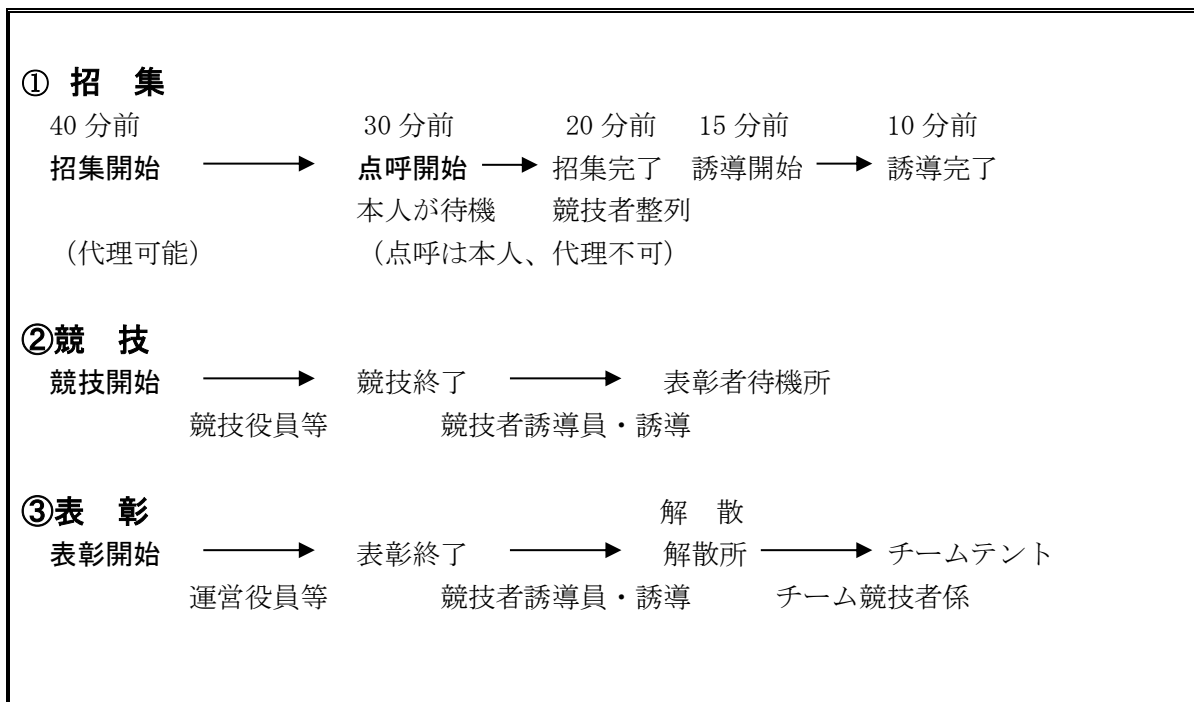 ① 招　集
40 分前　30 分前　20 分前　15 分前　10 分前
招集開始　点呼開始　招集完了　誘導開始　誘導完了
本人が待機　競技者整列
（代理可能）　（点呼は本人、代理不可）
②競　技
競技開始　競技終了　表彰者待機所
競技役員等　競技者誘導員・誘導
③表　彰　解　散
表彰開始　表彰終了　解散所　チームテント
運営役員等　競技者誘導員・誘導　チーム競技者係